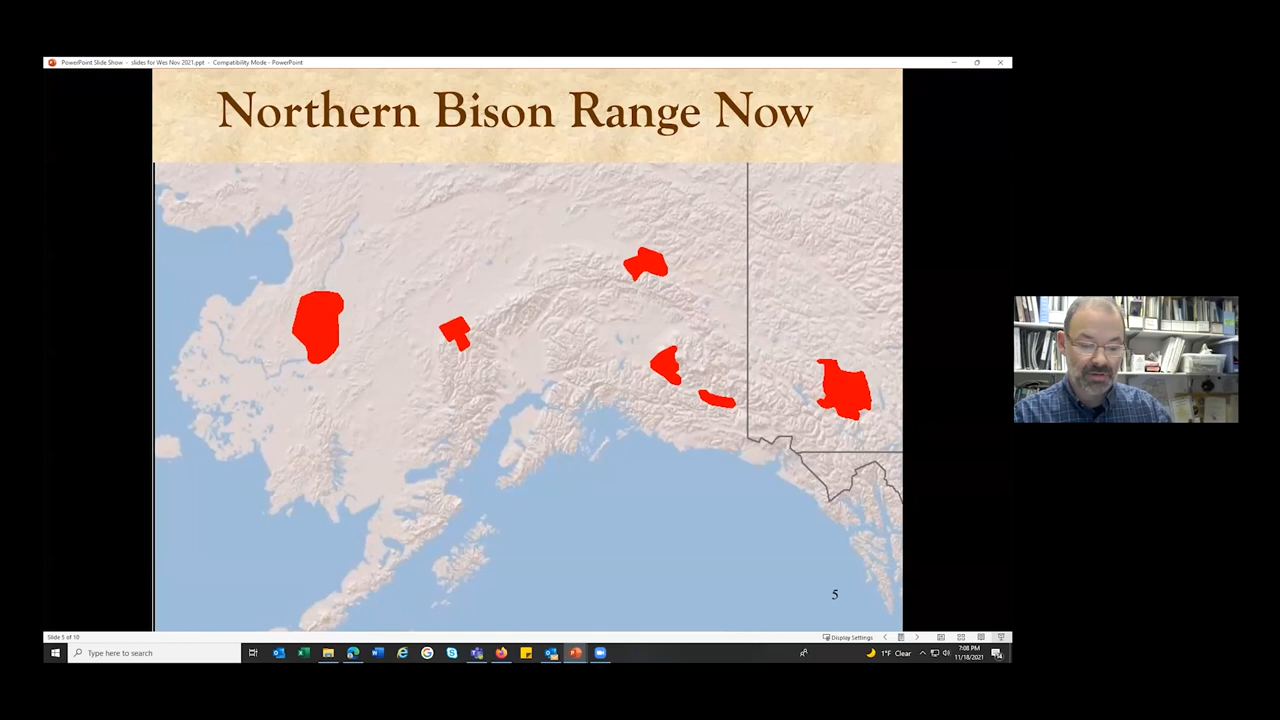 PowerPoint Slide Show - slides for Wes Nov 2021.ppt - Compatibility Mode - PowerPoint
Northern Bison Range Now
5
Slide 5 of 10
Display Settings
Type here to search
1°F Clear
7:08 PM
11/18/2021